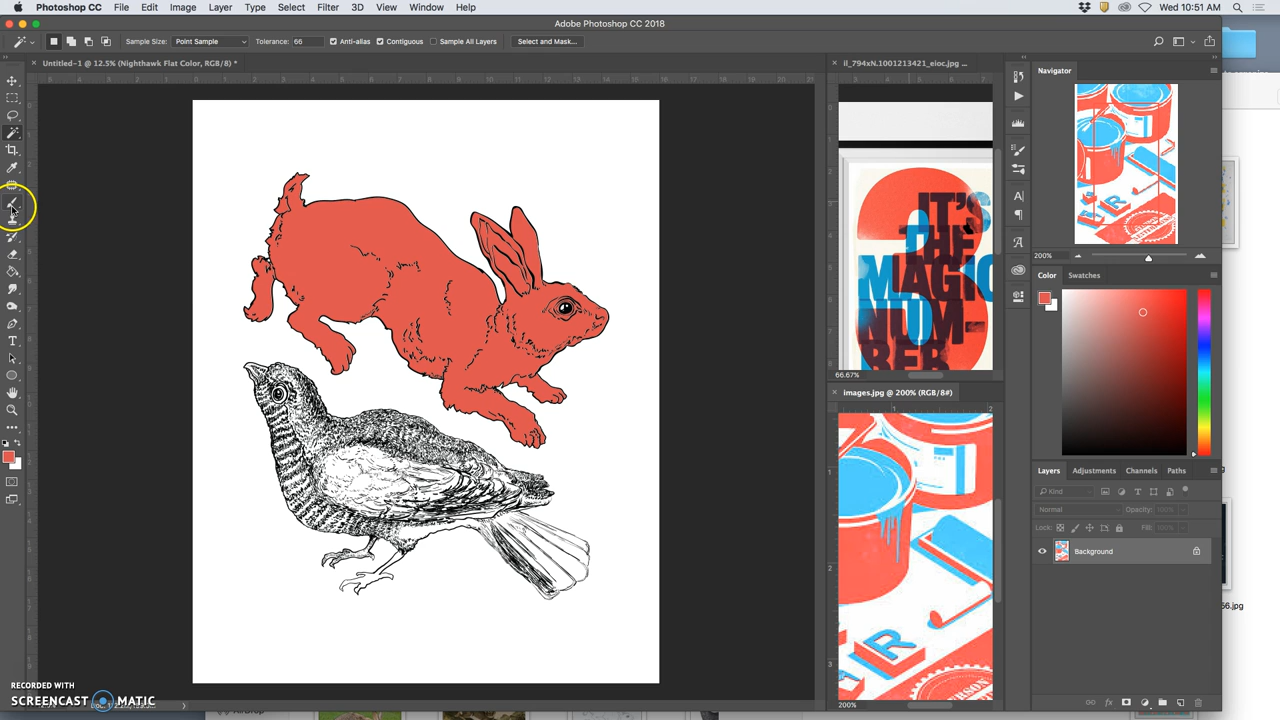 Photoshop CC File Edit Image Layer Type Select Filter 3D View Window Help Wed 10:51 AM
Adobe Photoshop CC 2018
Sample Size: Point Sample Tolerance: 66 Anti-alias Contiguous Sample All Layers Select and Mask...
Untitled-1 @ 12.5% (Nighthawk Flat Color, RGB/8) *
il_794xN.1001213421_eioc.jpg ...
Navigator
IT'S
THE
MAGIC
NUM-
BER
200%
Color Swatches
66.67%
images.jpg @ 200% (RGB/8#)
Layers Adjustments Channels Paths
Kind
Normal Opacity: 100%
Lock: Fill: 100%
Background
R
200%
RECORDED WITH
SCREENCAST MATIC